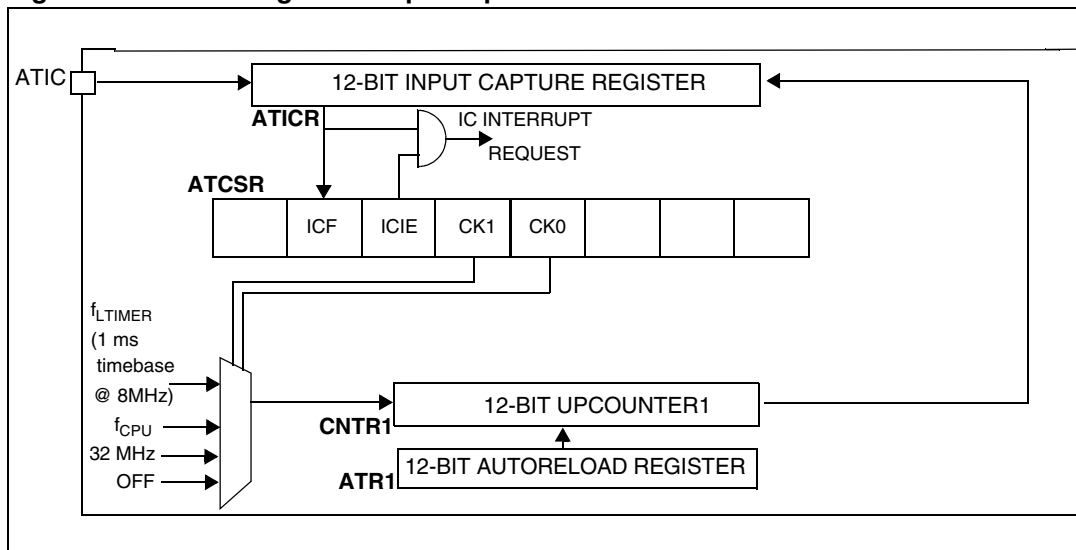 ATIC
12-BIT INPUT CAPTURE REGISTER
ATICR
IC INTERRUPT
REQUEST
ATCSR
ICF
ICIE
CK1
CK0
fLTIMER
(1 ms
timebase
@ 8MHz)
fCPU
32 MHz
OFF
12-BIT UPCOUNTER1
CNTR1
12-BIT AUTORELOAD REGISTER
ATR1